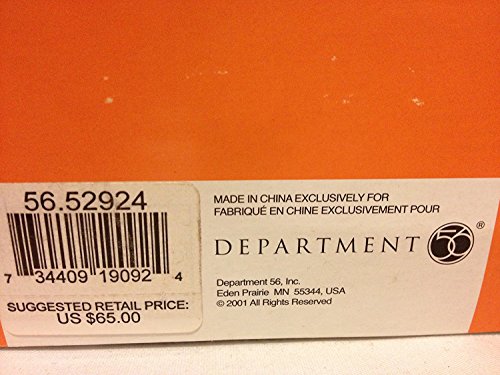 56.52924
7 34409 19092 4
SUGGESTED RETAIL PRICE:
US $65.00
MADE IN CHINA EXCLUSIVELY FOR
FABRIQUÉ EN CHINE EXCLUSIVEMENT POUR
DEPARTMENT 56 ®
Department 56, Inc.
Eden Prairie MN 55344, USA
© 2001 All Rights Reserved